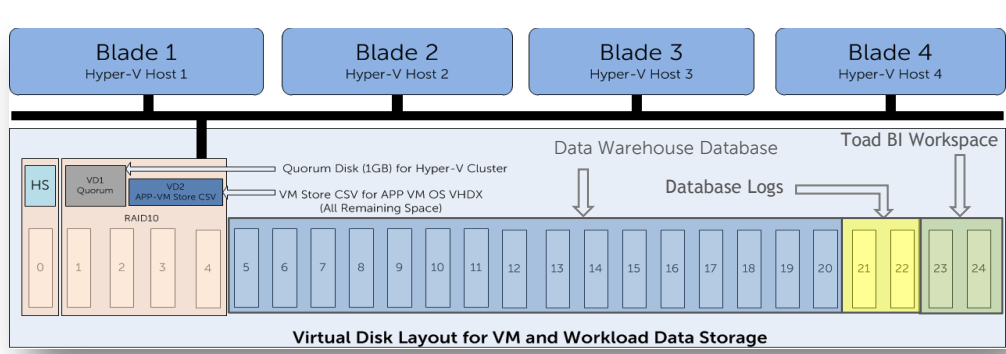 Blade 1
Hyper-V Host 1
Blade 2
Hyper-V Host 2
Blade 3
Hyper-V Host 3
Blade 4
Hyper-V Host 4
Toad BI Workspace
Data Warehouse Database
Quorum Disk (1GB) for Hyper-V Cluster
Database Logs
HS
VD1
Quorum
VD2
APP-VM Store CSV
VM Store CSV for APP VM OS VHDX
(All Remaining Space)
RAID10
0
1
2
3
4
5
6
7
8
9
10
11
12
13
14
15
16
17
18
19
20
21
22
23
24
Virtual Disk Layout for VM and Workload Data Storage